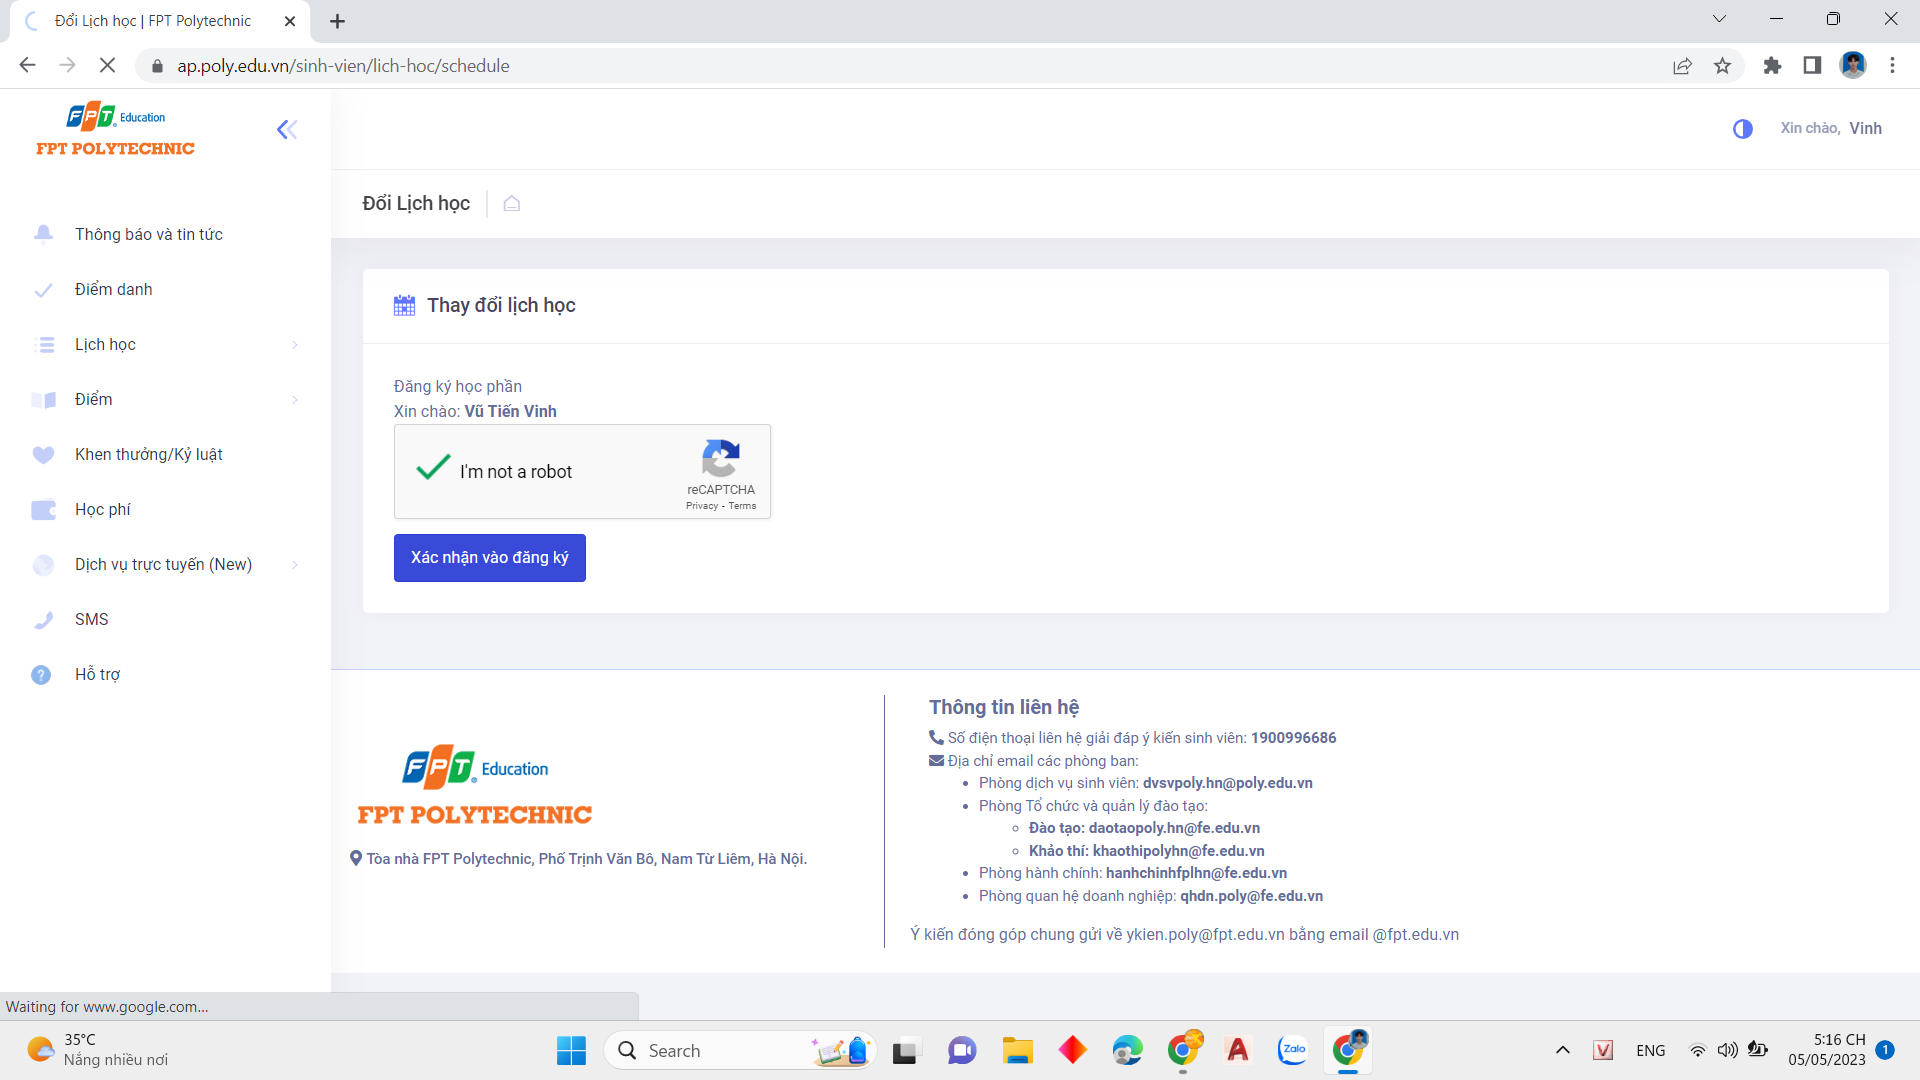 Đổi Lịch học | FPT Polytechnic
ap.poly.edu.vn/sinh-vien/lich-hoc/schedule
FPT Education
FPT POLYTECHNIC
Xin chào, Vinh
Đổi Lịch học
Thông báo và tin tức
Điểm danh
Lịch học
Điểm
Khen thưởng/Kỷ luật
Học phí
Dịch vụ trực tuyến (New)
SMS
Hỗ trợ
Thay đổi lịch học
Đăng ký học phần
Xin chào: Vũ Tiến Vinh
I'm not a robot
reCAPTCHA
Privacy - Terms
Xác nhận vào đăng ký
FPT Education
FPT POLYTECHNIC
Tòa nhà FPT Polytechnic, Phố Trịnh Văn Bô, Nam Từ Liêm, Hà Nội.
Thông tin liên hệ
Số điện thoại liên hệ giải đáp ý kiến sinh viên: 1900996686
Địa chỉ email các phòng ban:
Phòng dịch vụ sinh viên: dvsvpoly.hn@poly.edu.vn
Phòng Tổ chức và quản lý đào tạo:
Đào tạo: daotaopoly.hn@fe.edu.vn
Khảo thí: khaothipolyhn@fe.edu.vn
Phòng hành chính: hanhchinhfplhn@fe.edu.vn
Phòng quan hệ doanh nghiệp: qhdn.poly@fe.edu.vn
Ý kiến đóng góp chung gửi về ykien.poly@fpt.edu.vn bằng email @fpt.edu.vn
Waiting for www.google.com...
35°C
Nắng nhiều nơi
Search
Zalo
ENG
5:16 CH
05/05/2023
1